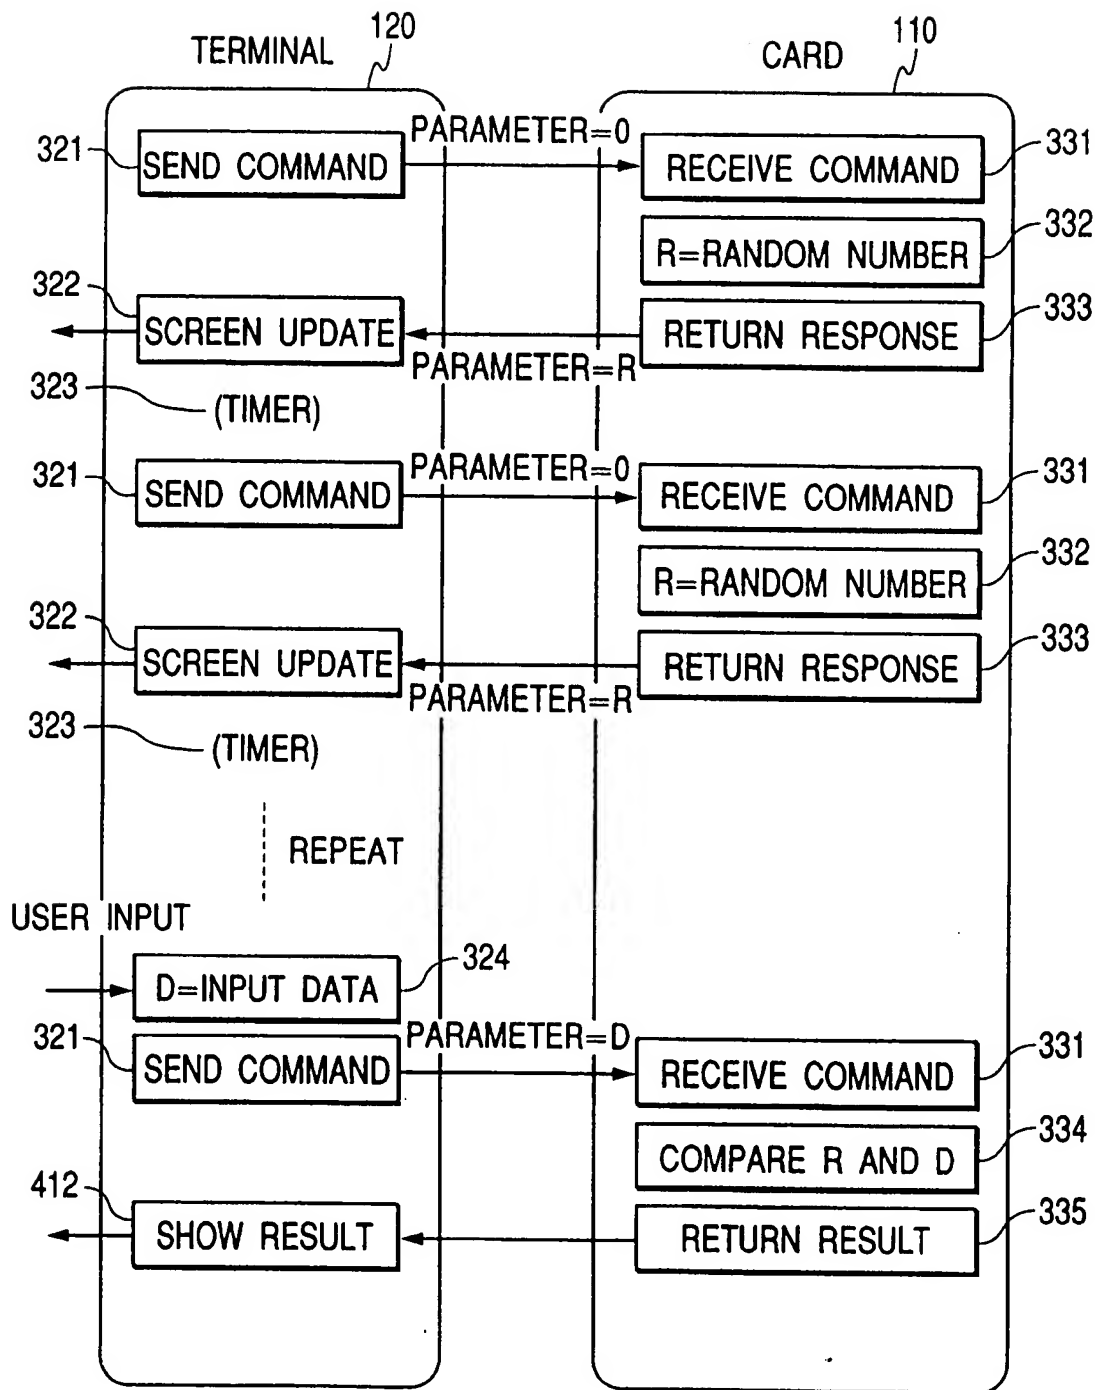 TERMINAL 120 CARD 110
PARAMETER=0
321 SEND COMMAND RECEIVE COMMAND 331
R=RANDOM NUMBER 332
322 SCREEN UPDATE RETURN RESPONSE 333
PARAMETER=R
323 (TIMER)
PARAMETER=0
321 SEND COMMAND RECEIVE COMMAND 331
R=RANDOM NUMBER 332
322 SCREEN UPDATE RETURN RESPONSE 333
PARAMETER=R
323 (TIMER)
REPEAT
USER INPUT
D=INPUT DATA 324
PARAMETER=D
321 SEND COMMAND RECEIVE COMMAND 331
COMPARE R AND D 334
412 SHOW RESULT RETURN RESULT 335